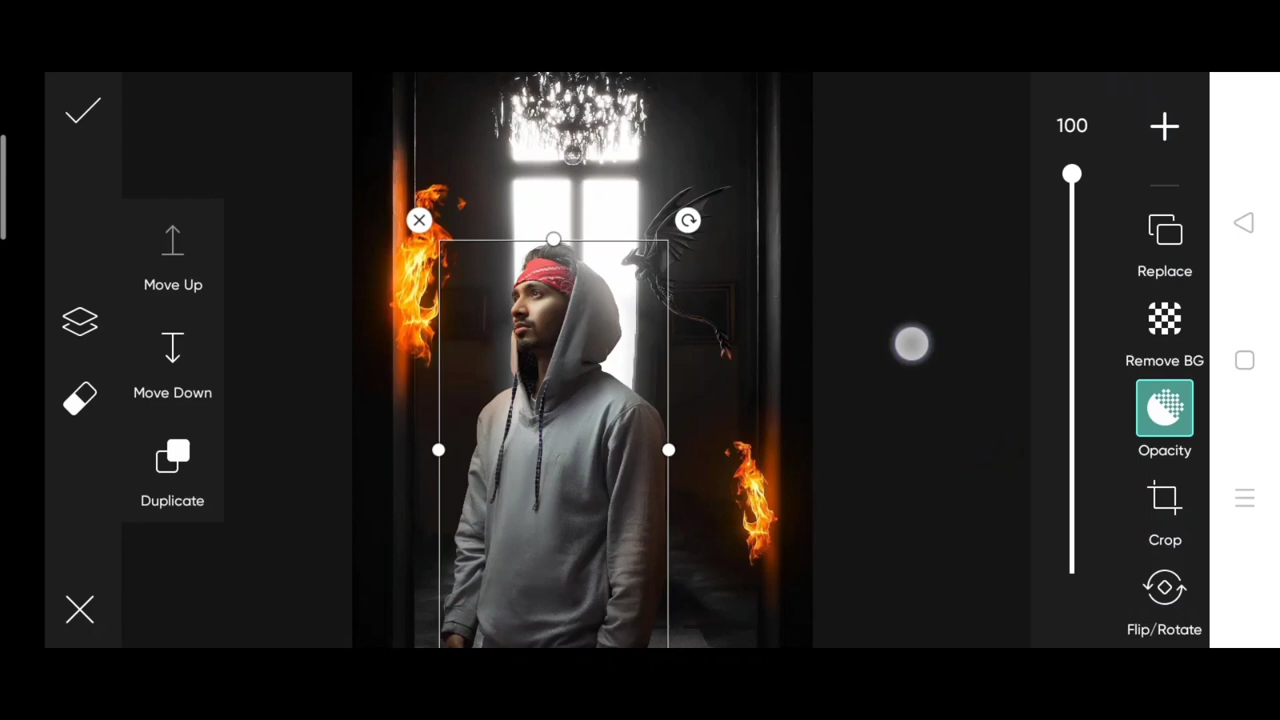 Move Up
Move Down
Duplicate
100
Replace
Remove BG
Opacity
Crop
Flip/Rotate